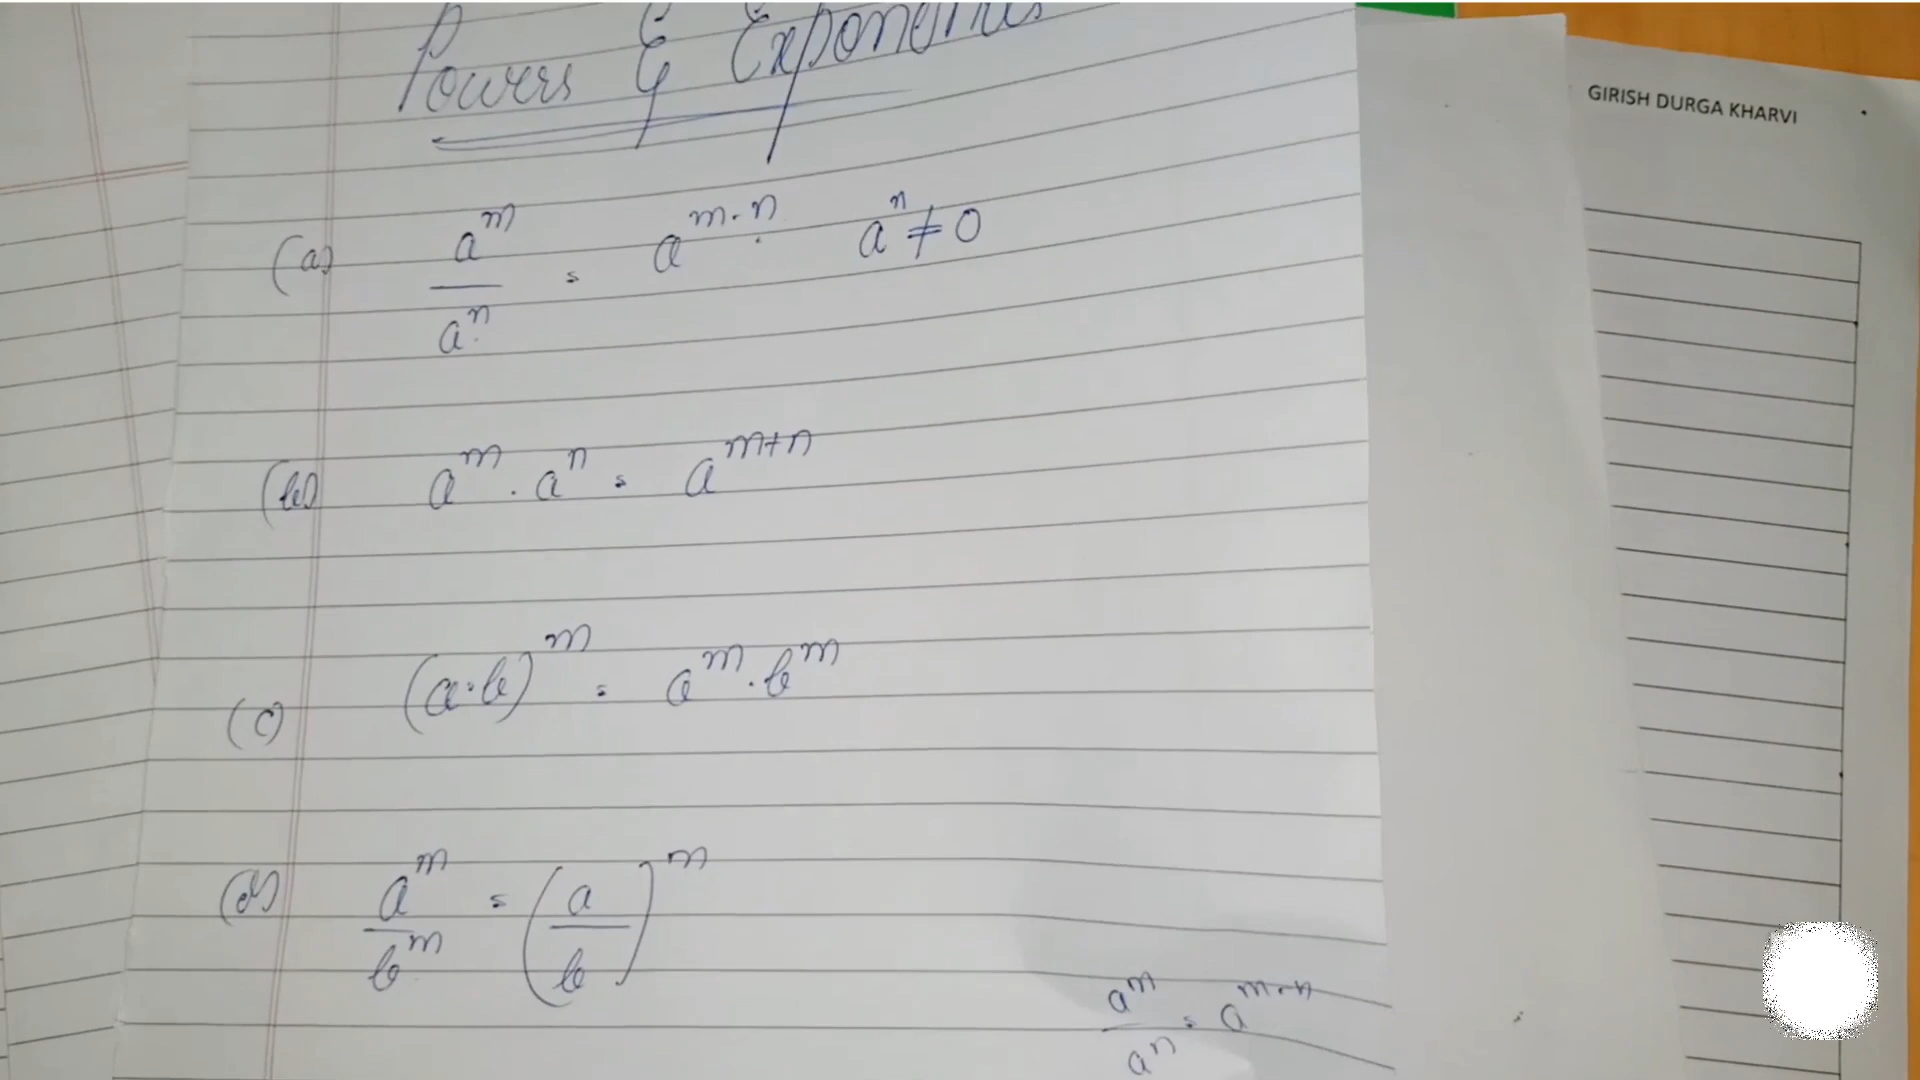 Powers & Exponents
GIRISH DURGA KHARVI
(a) a^m / a^n = a^(m-n) a^n ≠ 0
(b) a^m . a^n = a^(m+n)
(c) (a.b)^m = a^m . b^m
(d) a^m / b^m = (a / b)^m
a^m / a^n = a^(m-n)